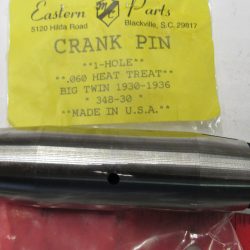 Eastern Parts
5120 Hilda Road Blackville, S.C. 29817
CRANK PIN
**1-HOLE**
**.060 HEAT TREAT**
BIG TWIN 1930-1936
* 348-30 *
**MADE IN U.S.A.**